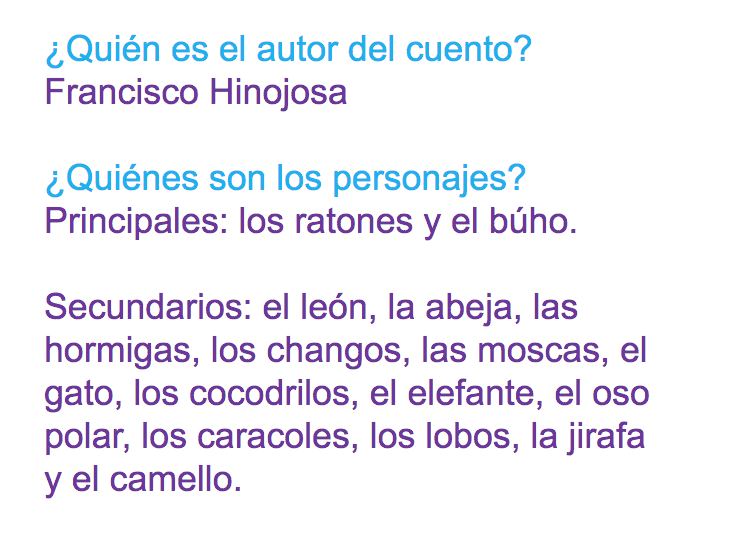 ¿Quién es el autor del cuento?
Francisco Hinojosa
¿Quiénes son los personajes?
Principales: los ratones y el búho.
Secundarios: el león, la abeja, las
hormigas, los changos, las moscas, el
gato, los cocodrilos, el elefante, el oso
polar, los caracoles, los lobos, la jirafa
y el camello.